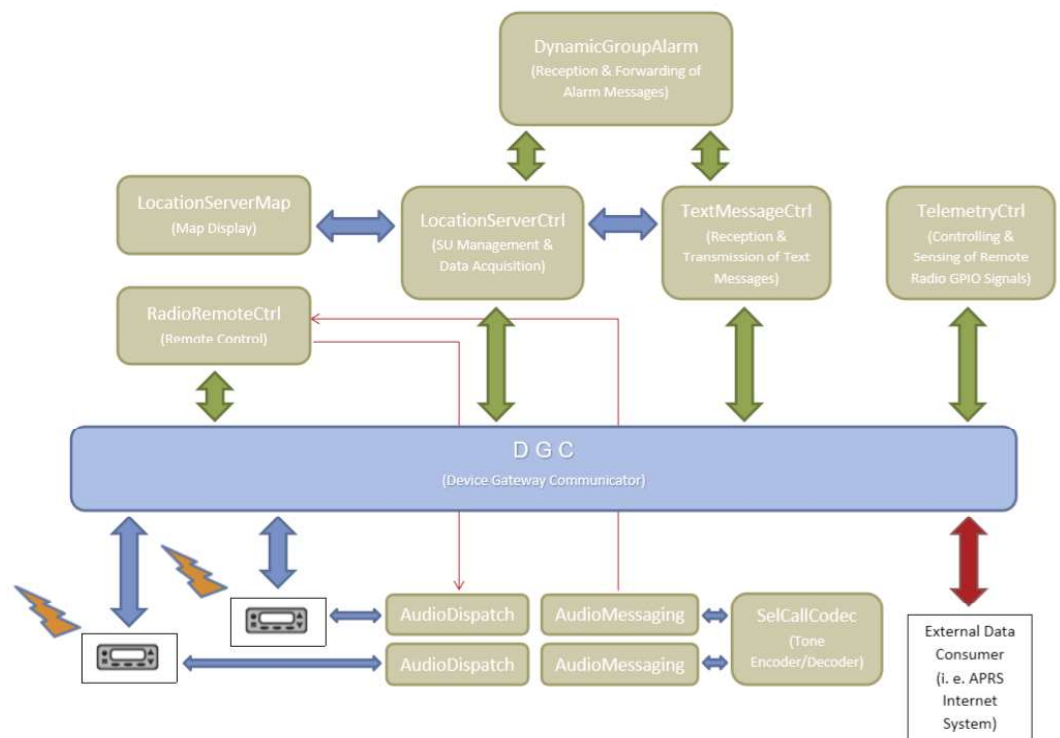 DynamicGroupAlarm
(Reception & Forwarding of
Alarm Messages)
LocationServerMap
(Map Display)
LocationServerCtrl
(SU Management &
Data Acquisition)
TextMessageCtrl
(Reception &
Transmission of Text
Messages)
TelemetryCtrl
(Controlling &
Sensing of Remote
Radio GPIO Signals)
RadioRemoteCtrl
(Remote Control)
D G C
(Device Gateway Communicator)
AudioDispatch
AudioMessaging
AudioDispatch
AudioMessaging
SelCallCodec
(Tone
Encoder/Decoder)
External Data
Consumer
(i. e. APRS
Internet
System)